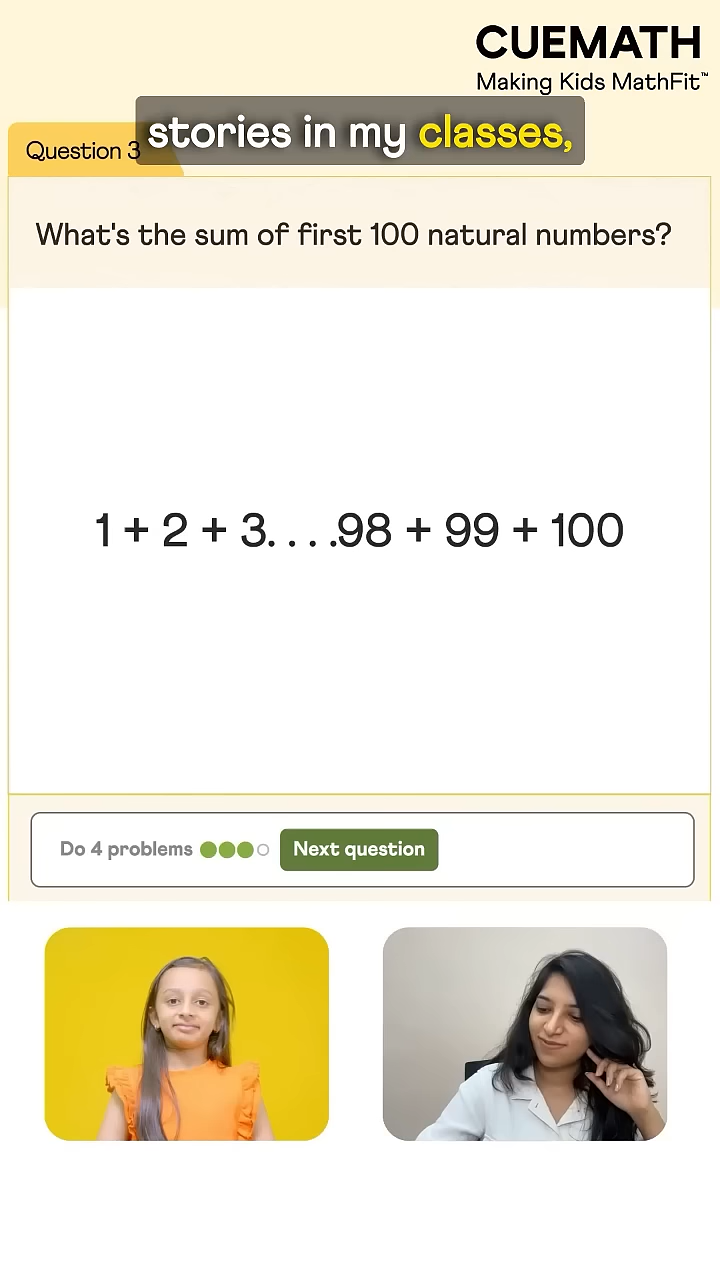 CUEMATH
Making Kids MathFit™
stories in my classes,
Question 3
What's the sum of first 100 natural numbers?
1 + 2 + 3. . . .98 + 99 + 100
Do 4 problems
Next question